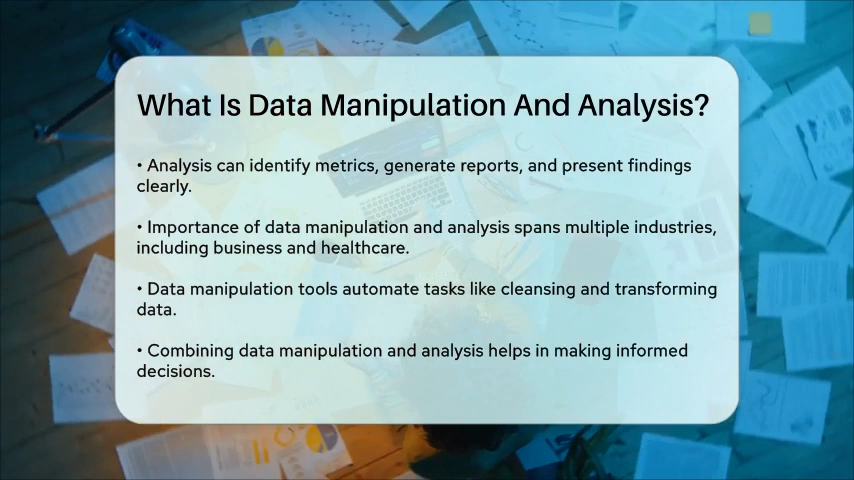 What Is Data Manipulation And Analysis?
• Analysis can identify metrics, generate reports, and present findings
clearly.
• Importance of data manipulation and analysis spans multiple industries,
including business and healthcare.
• Data manipulation tools automate tasks like cleansing and transforming
data.
• Combining data manipulation and analysis helps in making informed
decisions.